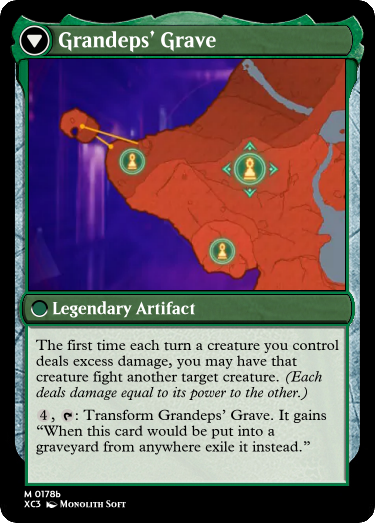 Grandeps' Grave
Legendary Artifact
The first time each turn a creature you control
deals excess damage, you may have that
creature fight another target creature. (Each
deals damage equal to its power to the other.)
4, : Transform Grandeps' Grave. It gains
“When this card would be put into a
graveyard from anywhere exile it instead.”
M 0178b
XC3 Monolith Soft